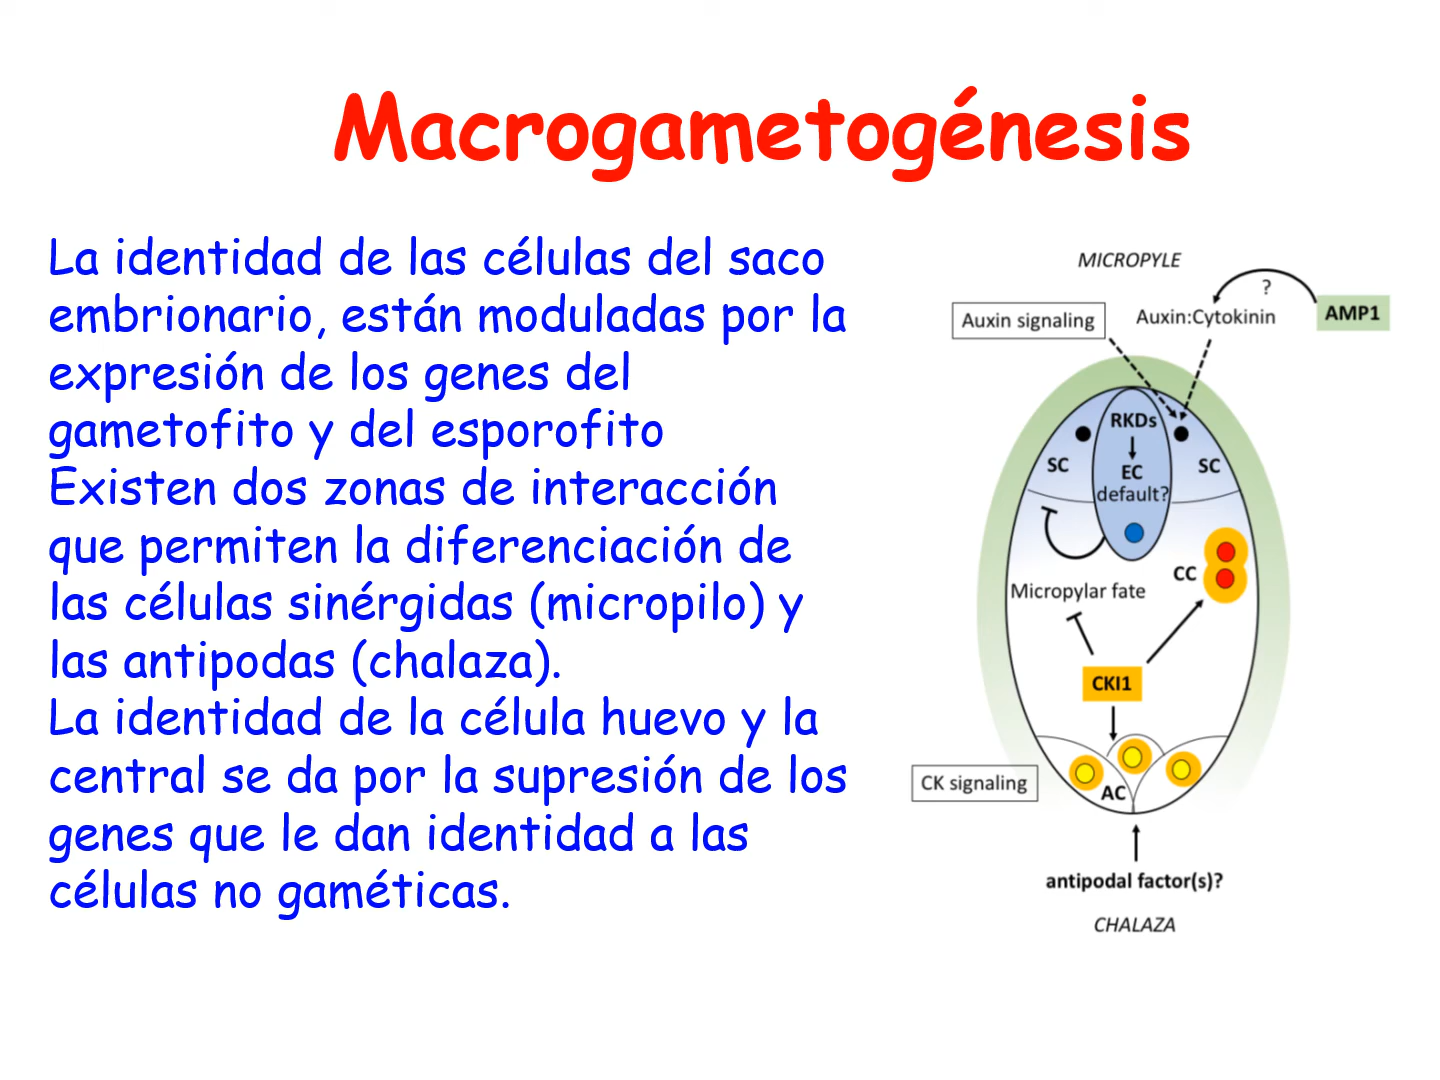 Macrogametogénesis
La identidad de las células del saco
embrionario, están moduladas por la
expresión de los genes del
gametofito y del esporofito
Existen dos zonas de interacción
que permiten la diferenciación de
las células sinérgidas (micropilo) y
las antipodas (chalaza).
La identidad de la célula huevo y la
central se da por la supresión de los
genes que le dan identidad a las
células no gaméticas.
MICROPYLE
?
Auxin signaling
Auxin:Cytokinin
AMP1
RKDs
SC
EC
SC
default?
CC
Micropylar fate
CKI1
CK signaling
AC
antipodal factor(s)?
CHALAZA